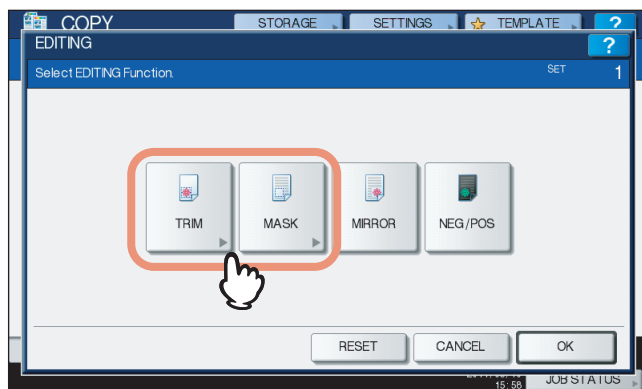 COPY STORAGE SETTINGS TEMPLATE ?
EDITING ?
Select EDITING Function. SET 1
TRIM MASK MIRROR NEG/POS
RESET CANCEL OK
15:58 JOB STATUS